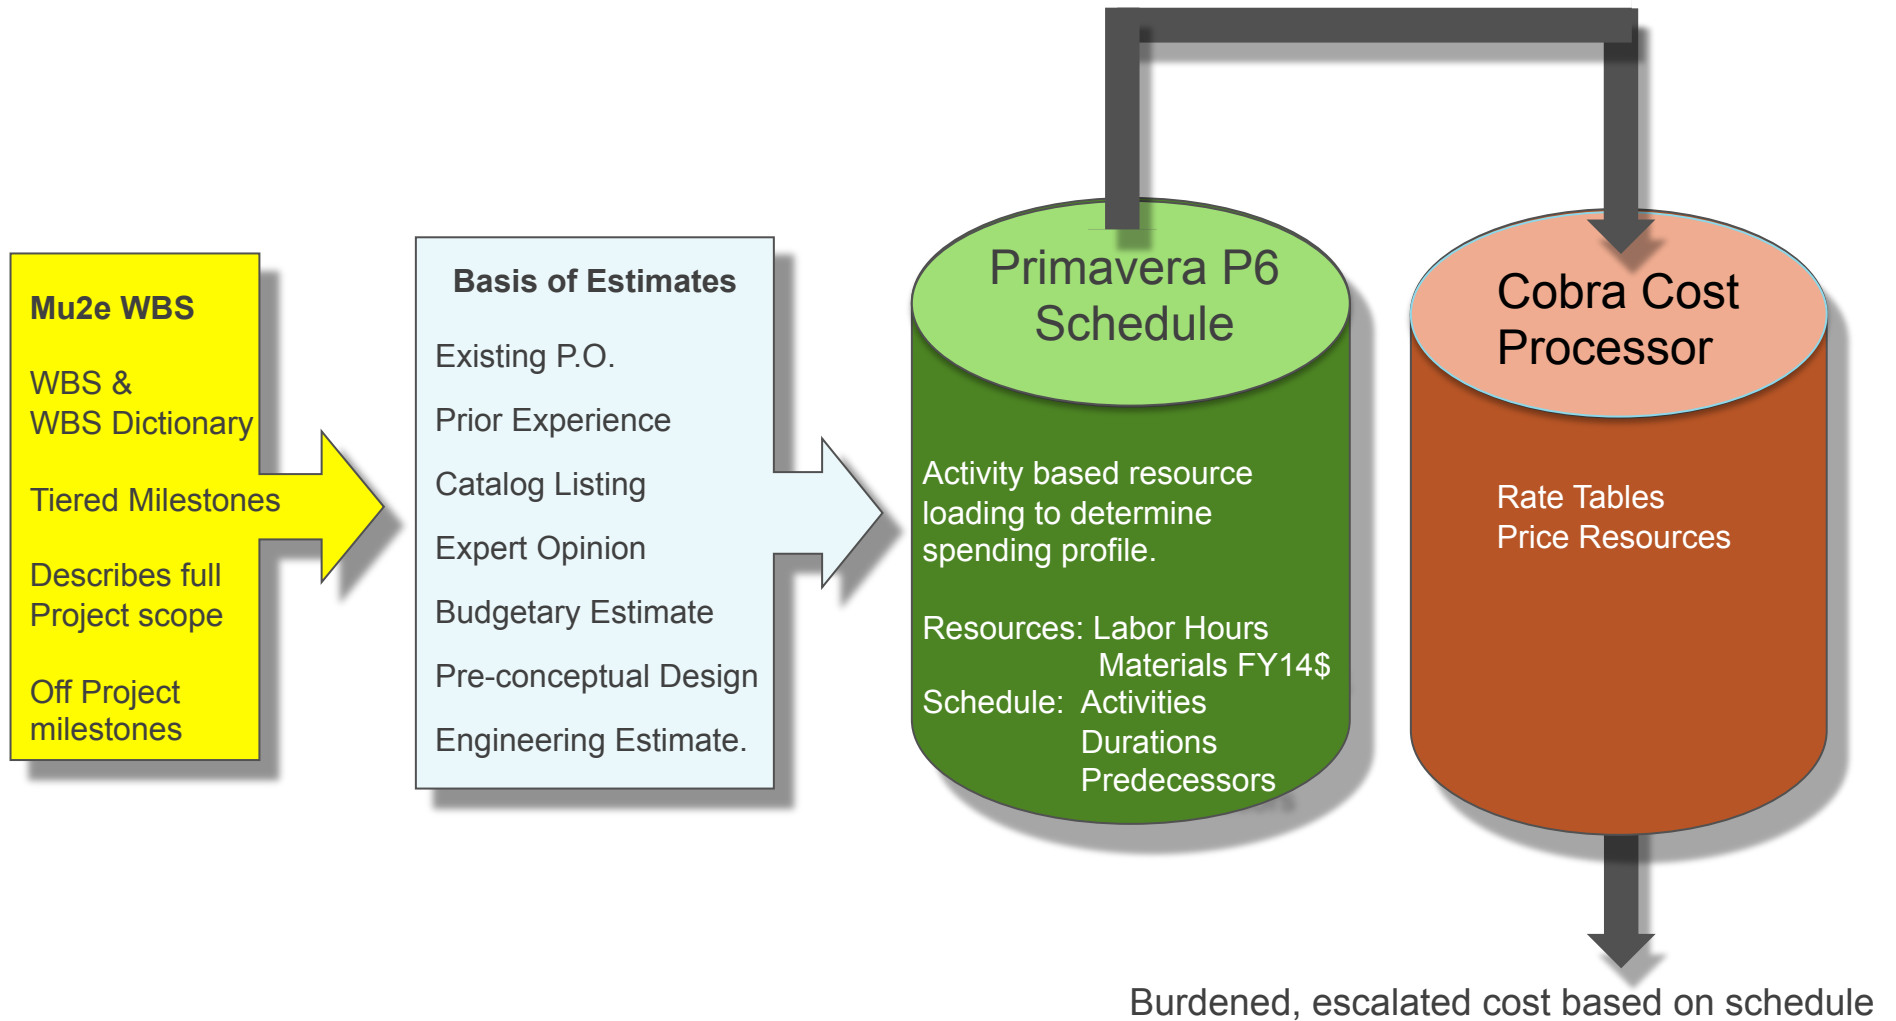 Mu2e WBS
WBS &
WBS Dictionary
Tiered Milestones
Describes full
Project scope
Off Project
milestones
Basis of Estimates
Existing P.O.
Prior Experience
Catalog Listing
Expert Opinion
Budgetary Estimate
Pre-conceptual Design
Engineering Estimate.
Primavera P6
Schedule
Activity based resource
loading to determine
spending profile.
Resources: Labor Hours
Materials FY14$
Schedule: Activities
Durations
Predecessors
Cobra Cost
Processor
Rate Tables
Price Resources
Burdened, escalated cost based on schedule